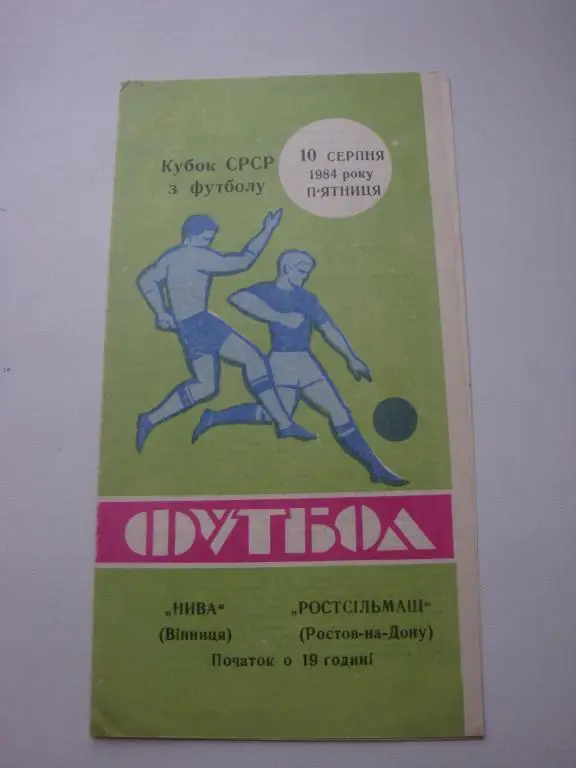 Кубок СРСР
з футболу
10 СЕРПНЯ
1984 року
П'ЯТНИЦЯ
ФУТБОЛ
„НИВА“
(Вінниця)
„РОСТСІЛЬМАШ“
(Ростов-на-Дону)
Початок о 19 годині